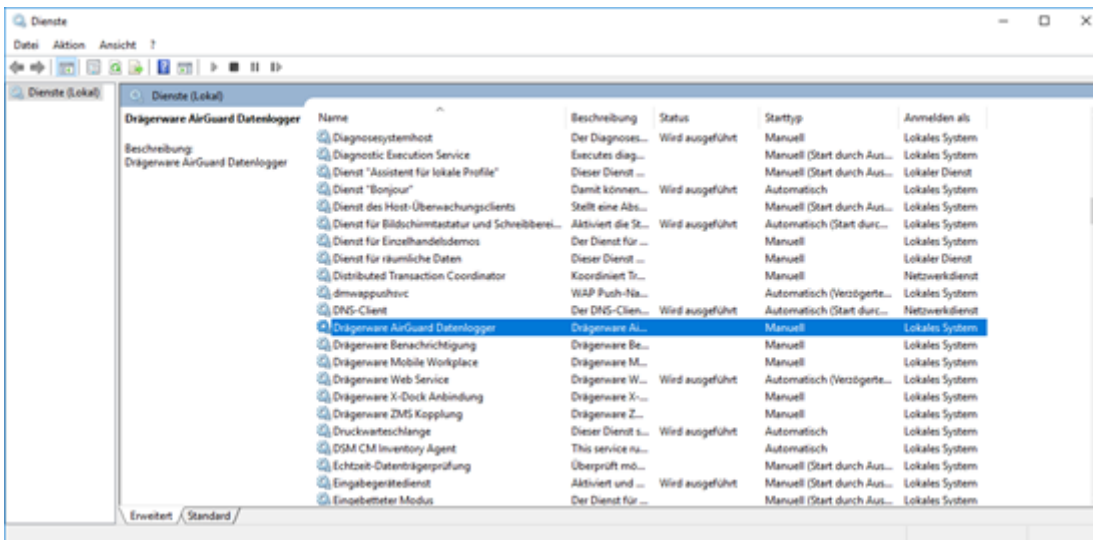 Dienste
Datei Aktion Ansicht ?
Dienste (Lokal)
Dienste (Lokal)
Drägerware AirGuard Datenlogger
Beschreibung:
Drägerware AirGuard Datenlogger
Name Beschreibung Status Starttyp Anmelden als
Diagnosesystemhost Der Diagnoses... Wird ausgeführt Manuell Lokales System
Diagnostic Execution Service Executes diag... Manuell (Start durch Aus... Lokales System
Dienst "Assistent für lokale Profile" Dieser Dienst ... Manuell (Start durch Aus... Lokaler Dienst
Dienst "Bonjour" Damit können... Wird ausgeführt Automatisch Lokales System
Dienst des Host-Überwachungsclients Stellt eine Abs... Manuell (Start durch Aus... Lokales System
Dienst für Bildschirmtastatur und Schreibberei... Aktiviert die St... Wird ausgeführt Automatisch (Start durc... Lokales System
Dienst für Einzelhandelsdemos Der Dienst für ... Manuell Lokales System
Dienst für räumliche Daten Dieser Dienst ... Manuell Lokaler Dienst
Distributed Transaction Coordinator Koordiniert Tr... Manuell Netzwerkdienst
dmwappushsvc WAP Push-Na... Automatisch (Verzögerte... Lokales System
DNS-Client Der DNS-Clien... Wird ausgeführt Automatisch (Start durc... Netzwerkdienst
Drägerware AirGuard Datenlogger Drägerware Ai... Manuell Lokales System
Drägerware Benachrichtigung Drägerware Be... Manuell Lokales System
Drägerware Mobile Workplace Drägerware M... Manuell Lokales System
Drägerware Web Service Drägerware W... Wird ausgeführt Automatisch (Verzögerte... Lokales System
Drägerware X-Dock Anbindung Drägerware X-... Manuell Lokales System
Drägerware ZMS Kopplung Drägerware Z... Manuell Lokales System
Druckwarteschlange Dieser Dienst s... Wird ausgeführt Automatisch Lokales System
DSM CM Inventory Agent This service ru... Automatisch Lokales System
Echtzeit-Datenträgerprüfung Überprüft mö... Manuell (Start durch Aus... Lokales System
Eingabegerätedienst Aktiviert und ... Wird ausgeführt Manuell (Start durch Aus... Lokales System
Eingebetteter Modus Der Dienst für ... Manuell (Start durch Aus... Lokales System
Erweitert Standard